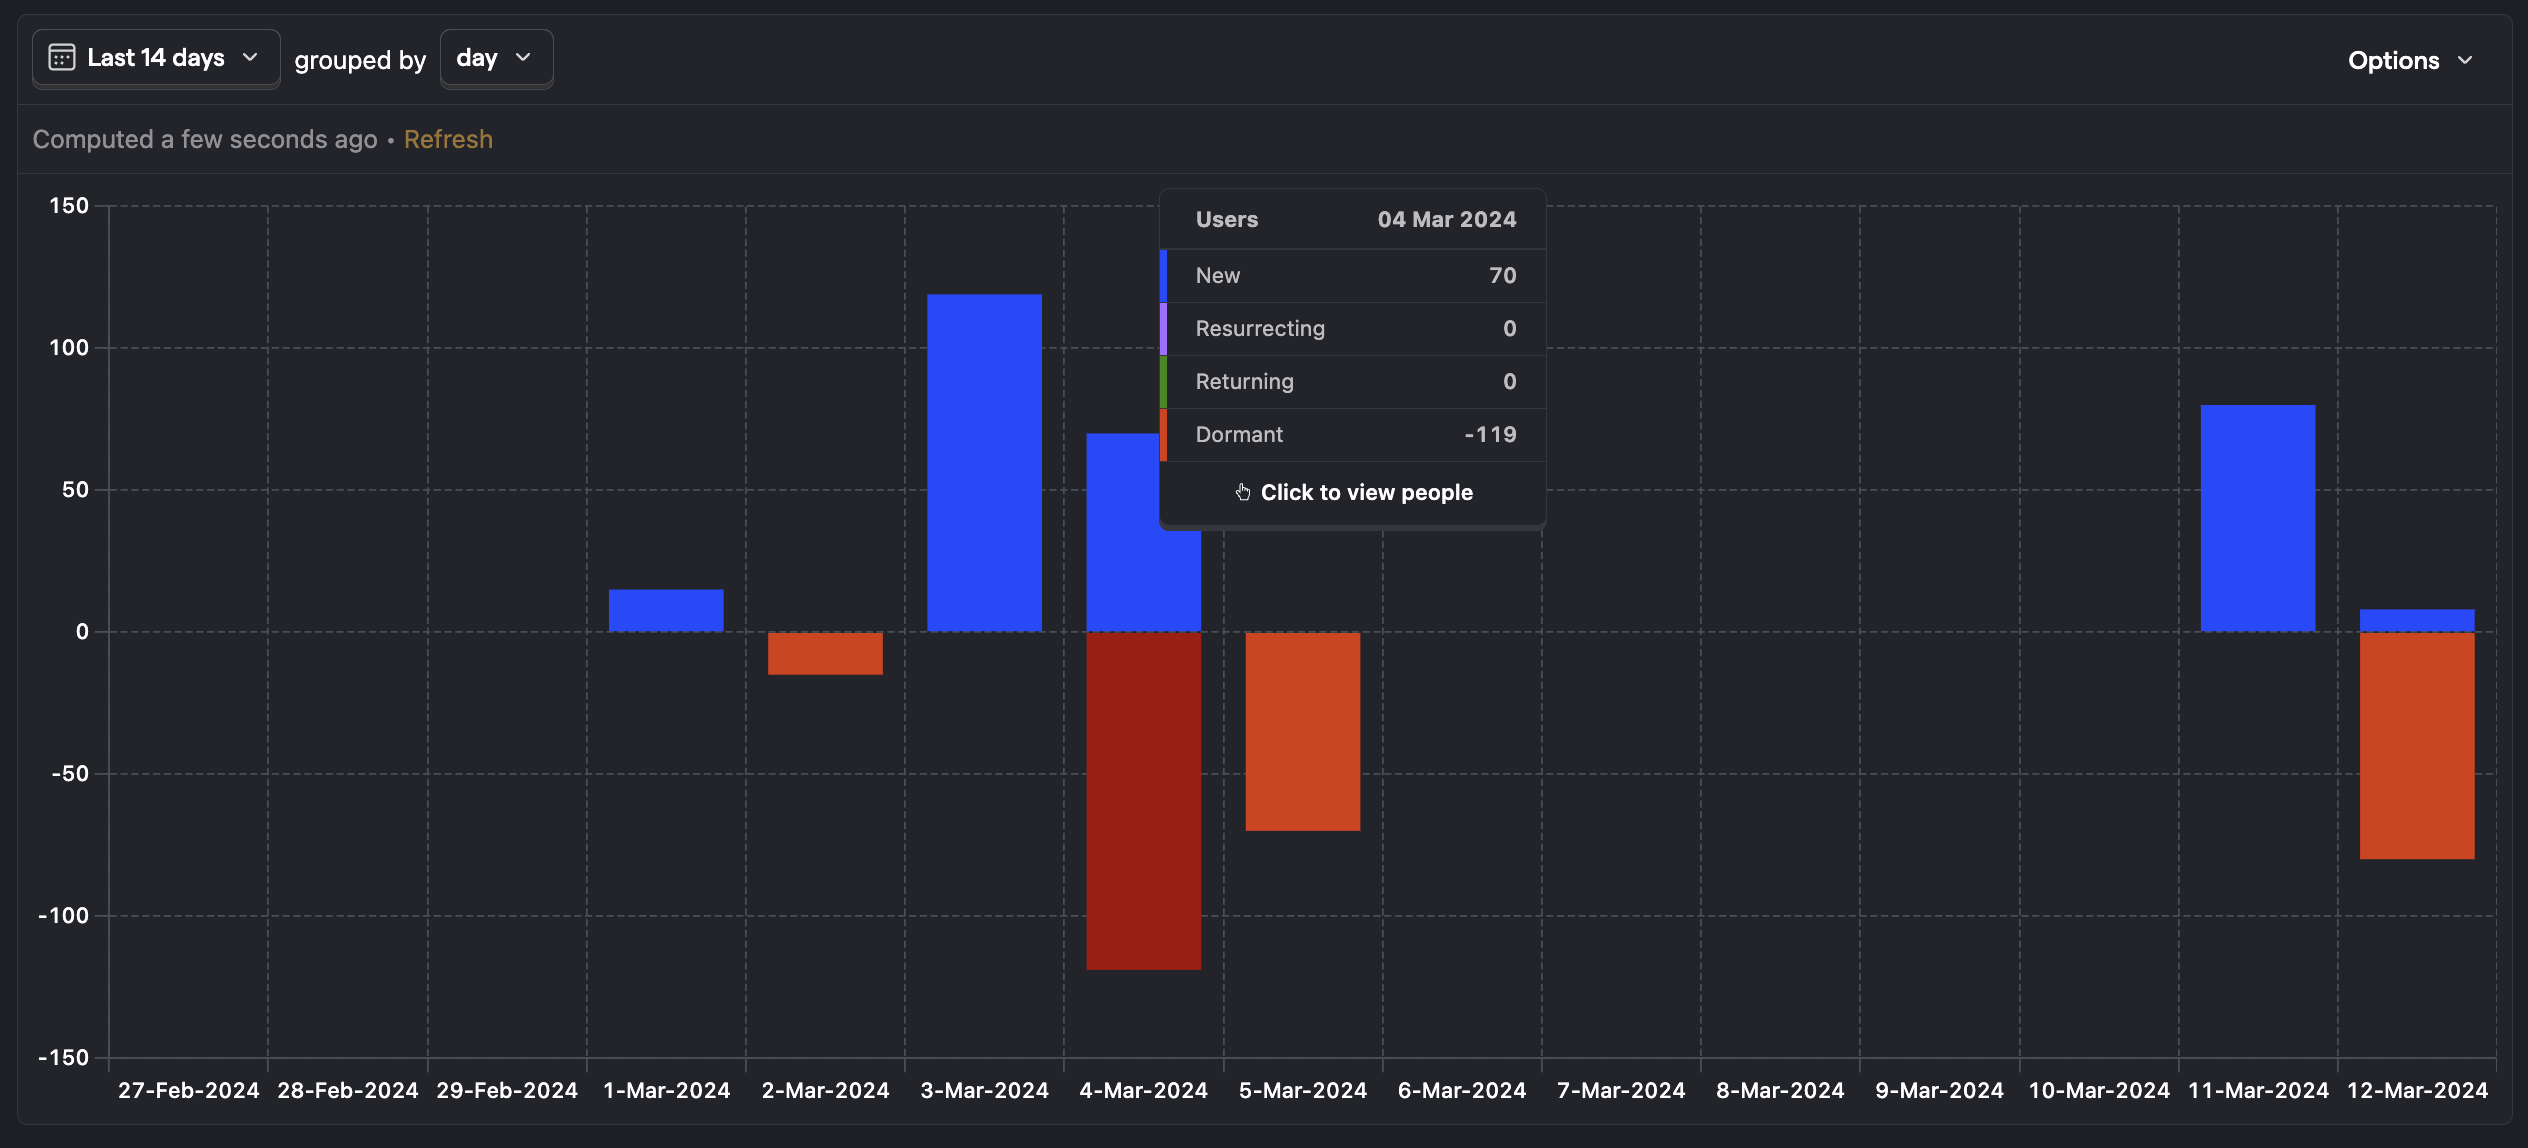 Last 14 days grouped by day Options
Computed a few seconds ago • Refresh
Users 04 Mar 2024
New 70
Resurrecting 0
Returning 0
Dormant -119
Click to view people
150
100
50
0
-50
-100
-150
27-Feb-2024 28-Feb-2024 29-Feb-2024 1-Mar-2024 2-Mar-2024 3-Mar-2024 4-Mar-2024 5-Mar-2024 6-Mar-2024 7-Mar-2024 8-Mar-2024 9-Mar-2024 10-Mar-2024 11-Mar-2024 12-Mar-2024